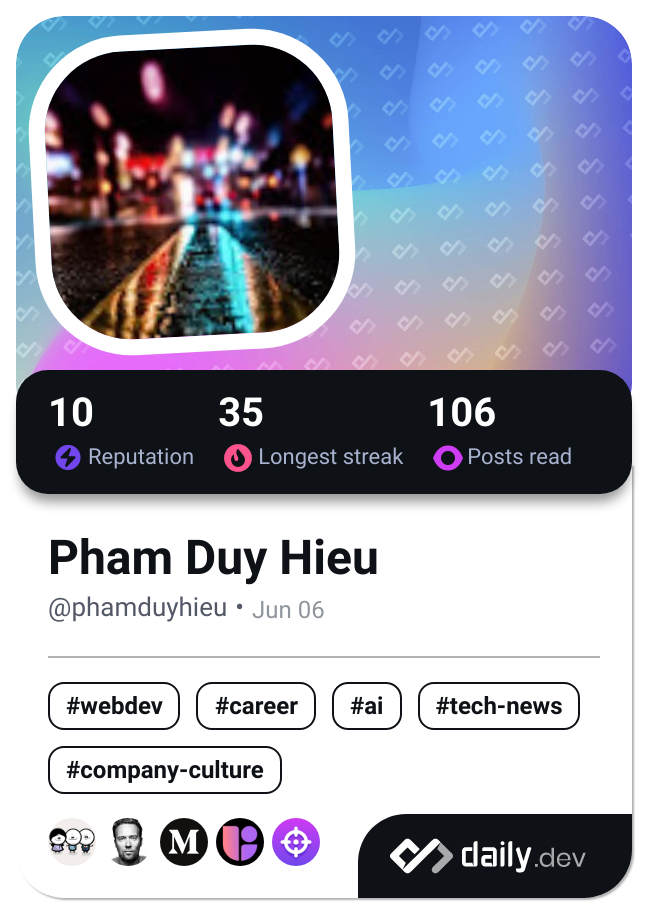 10 35 106
Reputation Longest streak Posts read
Pham Duy Hieu
@phamduyhieu • Jun 06
#webdev #career #ai #tech-news
#company-culture
M
daily.dev